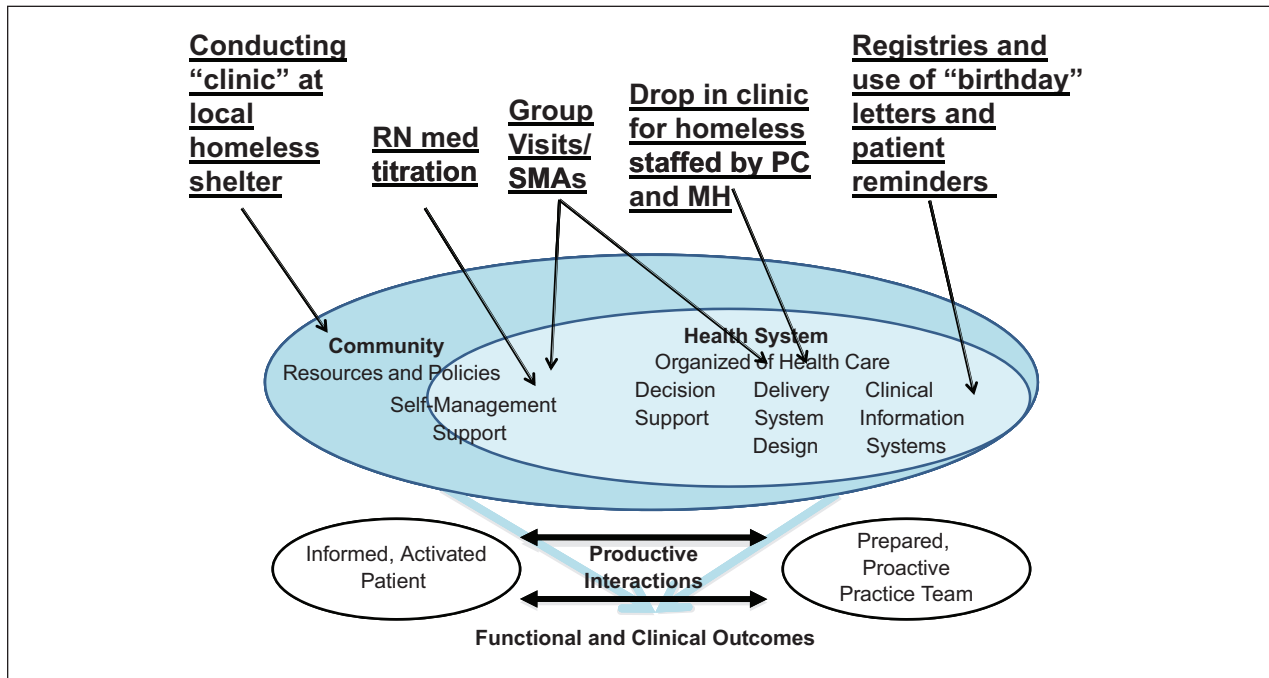 Conducting
“clinic” at
local
homeless
shelter
RN med
titration
Group
Visits/
SMAs
Drop in clinic
for homeless
staffed by PC
and MH
Registries and
use of “birthday”
letters and
patient
reminders
Community
Resources and Policies
Self-Management
Support
Health System
Organized of Health Care
Decision
Support
Delivery
System
Design
Clinical
Information
Systems
Informed, Activated
Patient
Productive
Interactions
Prepared,
Proactive
Practice Team
Functional and Clinical Outcomes